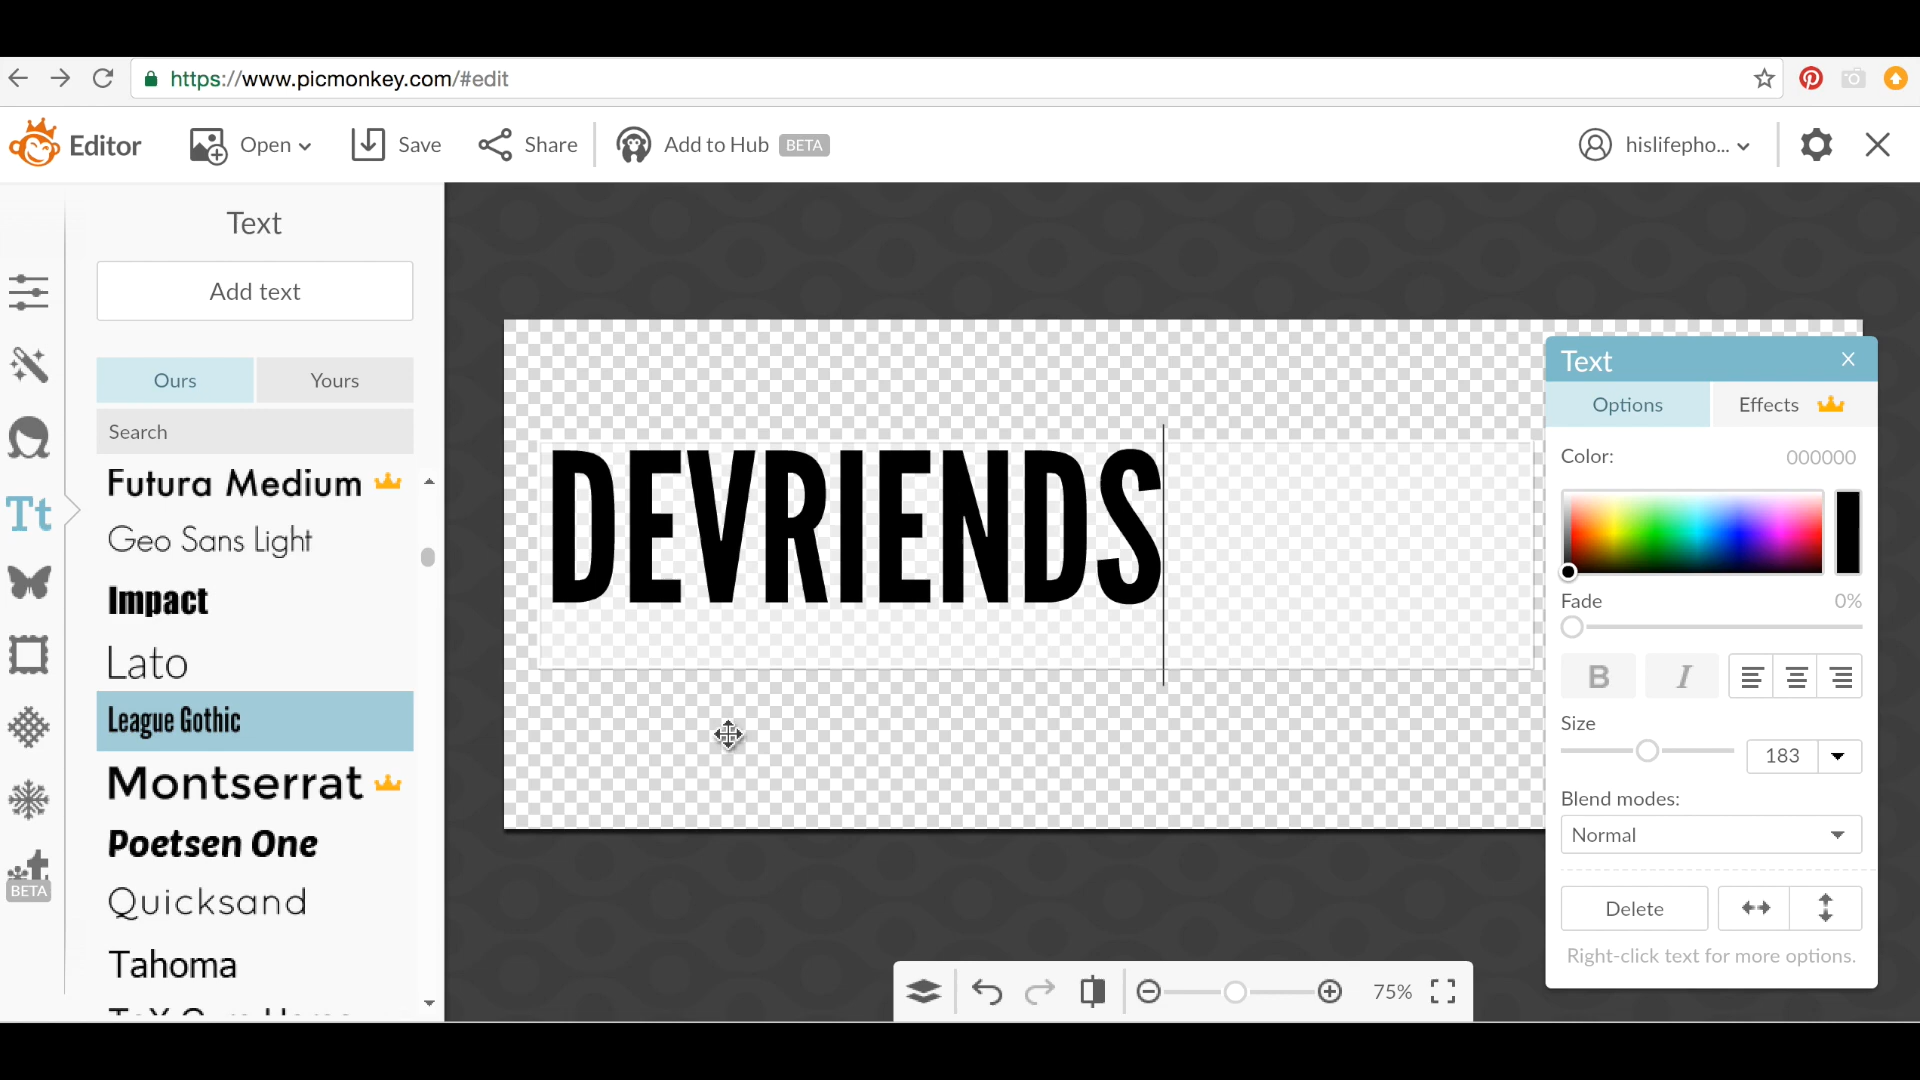 https://www.picmonkey.com/#edit
Editor
Open
Save
Share
Add to Hub BETA
hislifepho...
Text
Add text
Ours
Yours
Search
Futura Medium
Geo Sans Light
Impact
Lato
League Gothic
Montserrat
Poetsen One
Quicksand
Tahoma
Tt
BETA
DEVRIENDS
Text
Options
Effects
Color:
000000
Fade
0%
B
I
Size
183
Blend modes:
Normal
Delete
Right-click text for more options.
75%